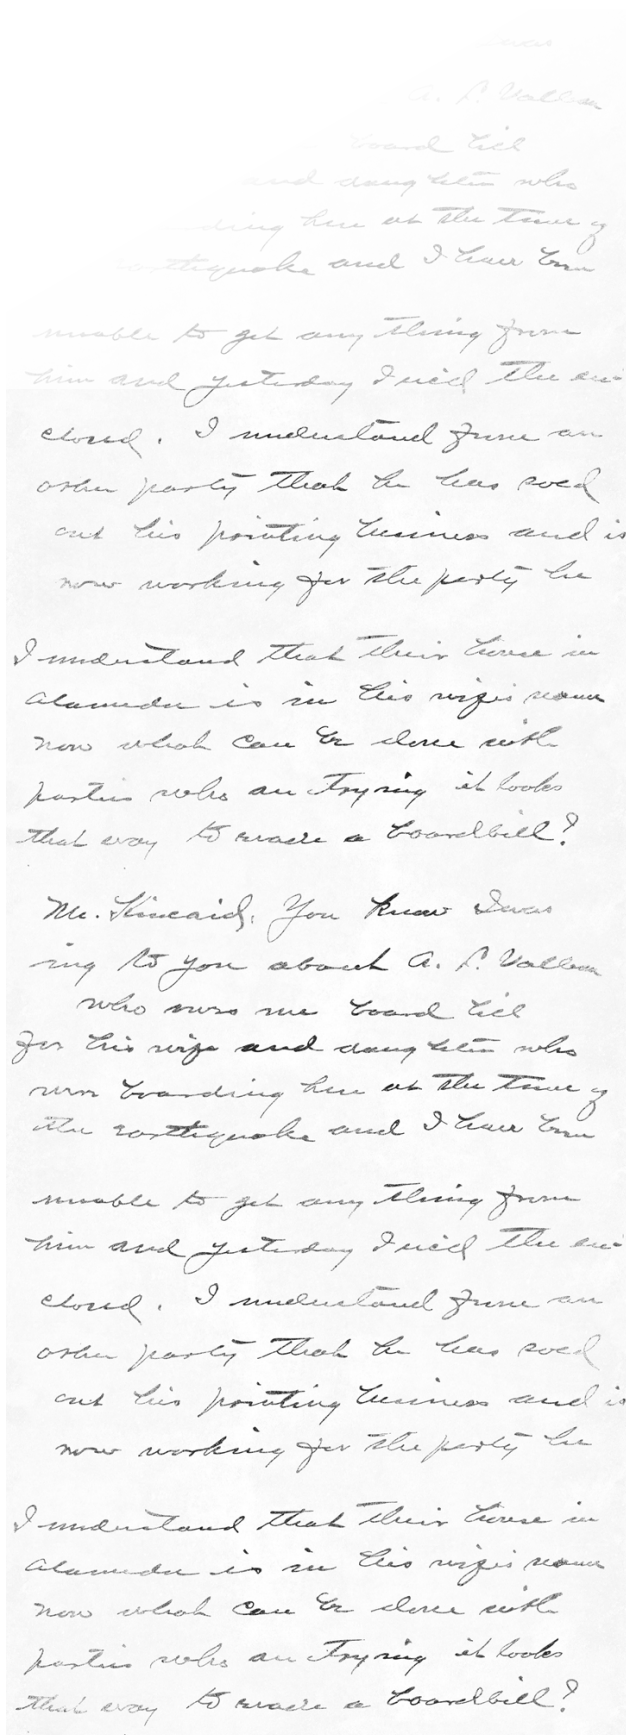 was
A. L. Vallean
board bill
and daughter who
ding here at the time of
earthquake and I have been
unable to get any thing from
him and yesterday I rec'd the en-
closed. I understand from an
other party that he has sold
out his printing business and is
now working for the party he
I understand that their house in
Alameda is in his wife's name
now what can be done with
parties who are trying it looks
that way to evade a boardbill?
Mr. Kincaid, You know I was
ing to you about A. L.
who owes me board bill
for his wife and daughter who
were boarding here at the time of
the earthquake and I have been
unable to get any thing from
him and yesterday I rec'd the en-
closed. I understand from an
other party that he has sold
out his printing business and is
now working for the party he
I understand that their house in
Alameda is in his wife's name
now what can be done with
parties who are trying it looks
that way to evade a boardbill?